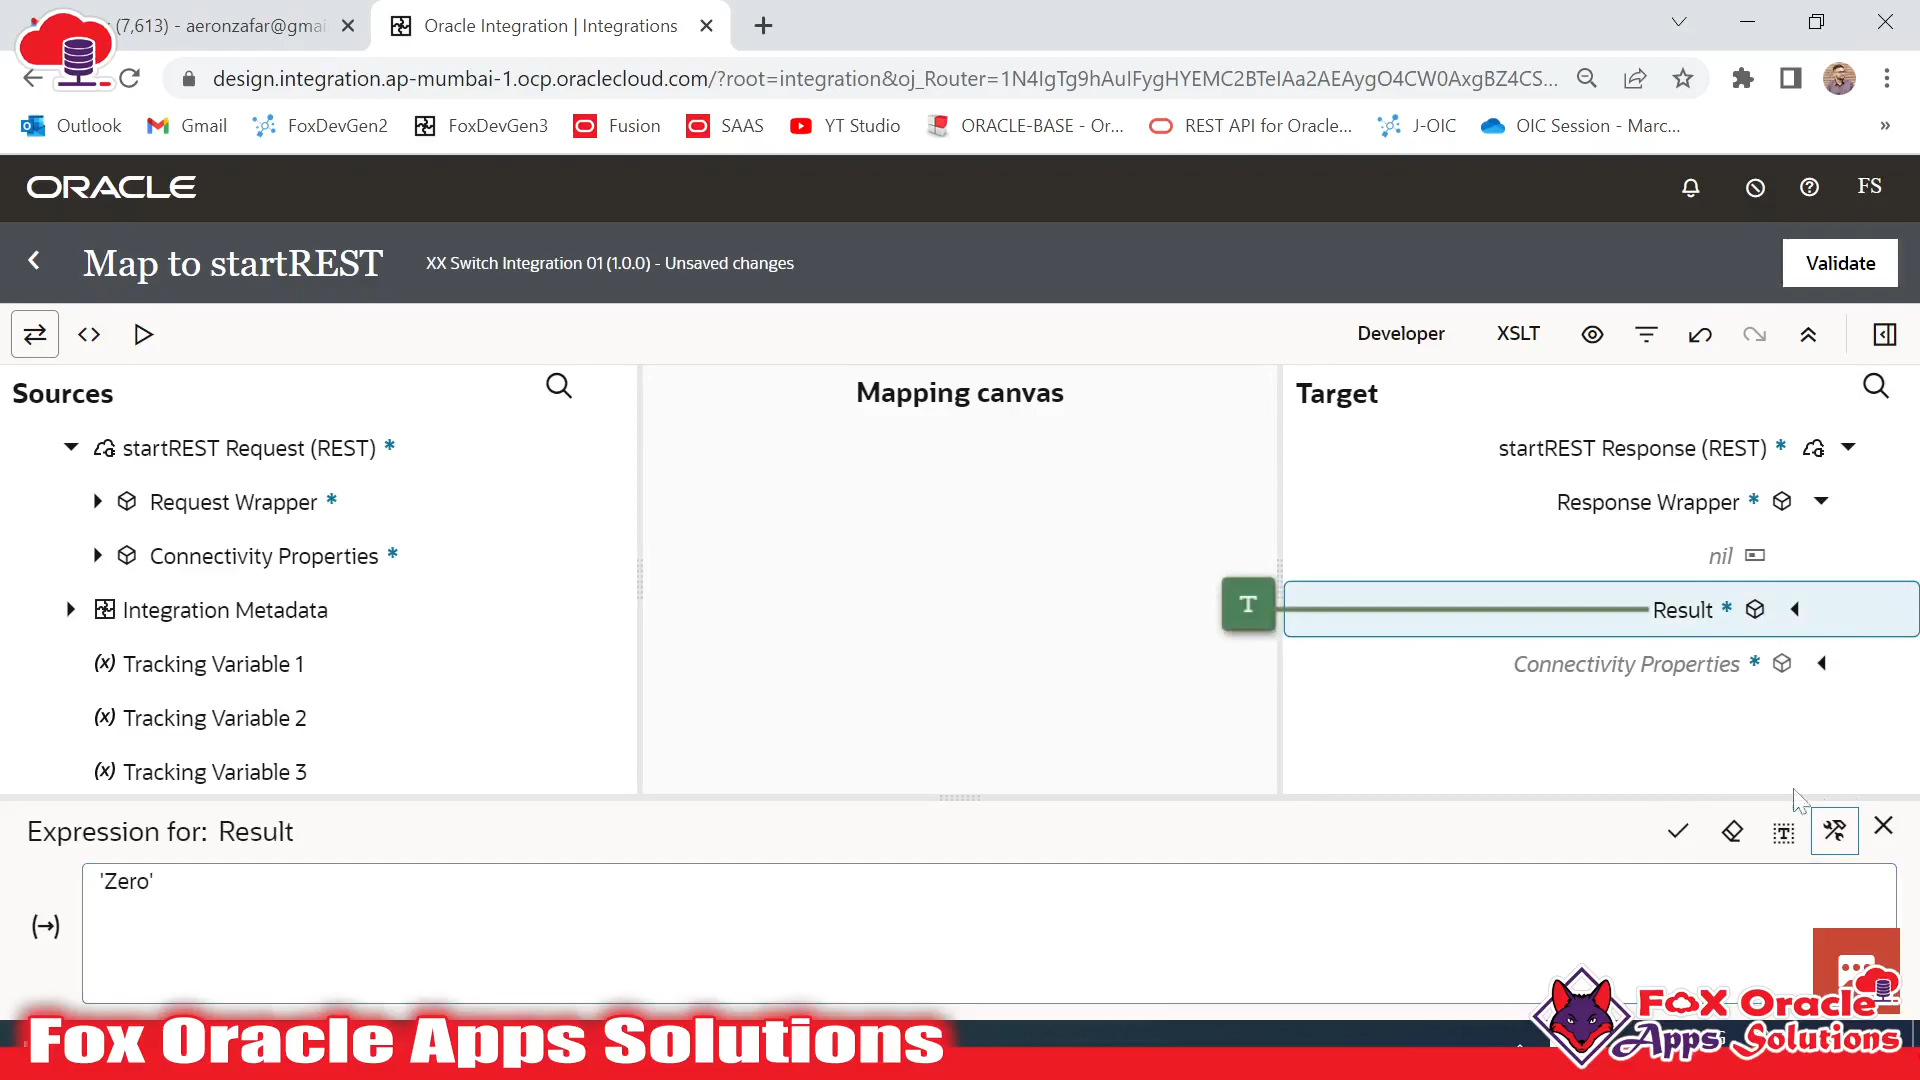 (7,613) - aeronzafar@gmai
Oracle Integration | Integrations
design.integration.ap-mumbai-1.ocp.oraclecloud.com/?root=integration&oj_Router=1N4IgTg9hAuIFygHYEMC2BTeIAa2AEAygO4CW0AxgBZ4CS...
Outlook
Gmail
FoxDevGen2
FoxDevGen3
Fusion
SAAS
YT Studio
ORACLE-BASE - Or...
REST API for Oracle...
J-OIC
OIC Session - Marc...
»
ORACLE
FS
Map to startREST
XX Switch Integration 01 (1.0.0) - Unsaved changes
Validate
Developer
XSLT
Sources
Mapping canvas
Target
startREST Request (REST) *
startREST Response (REST) *
Request Wrapper *
Response Wrapper *
Connectivity Properties *
nil
Integration Metadata
T
Result *
Tracking Variable 1
Connectivity Properties *
Tracking Variable 2
Tracking Variable 3
Expression for: Result
'Zero'
Fox Oracle Apps Solutions
Fox Oracle
Apps Solutions